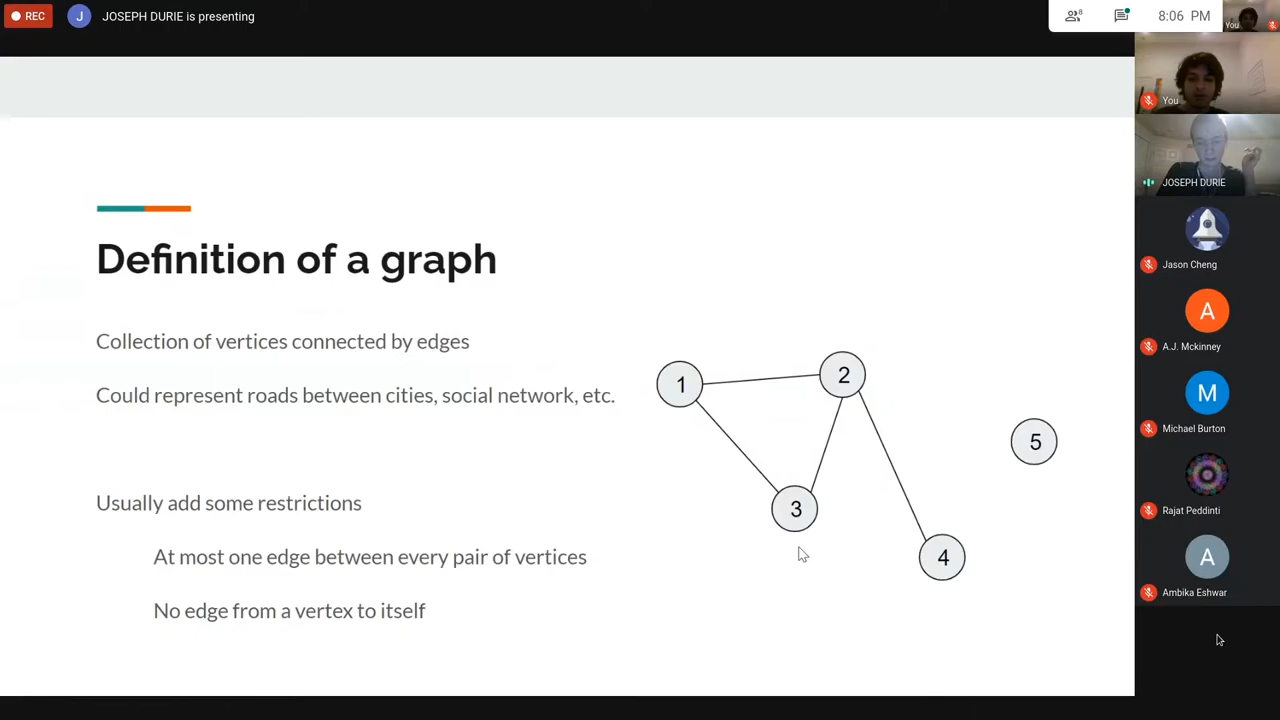 REC
J
JOSEPH DURIE is presenting
8
8:06 PM
You
You
JOSEPH DURIE
Jason Cheng
A
A.J. Mckinney
M
Michael Burton
Rajat Peddinti
A
Ambika Eshwar
Definition of a graph
Collection of vertices connected by edges
Could represent roads between cities, social network, etc.
Usually add some restrictions
At most one edge between every pair of vertices
No edge from a vertex to itself
1
2
3
4
5